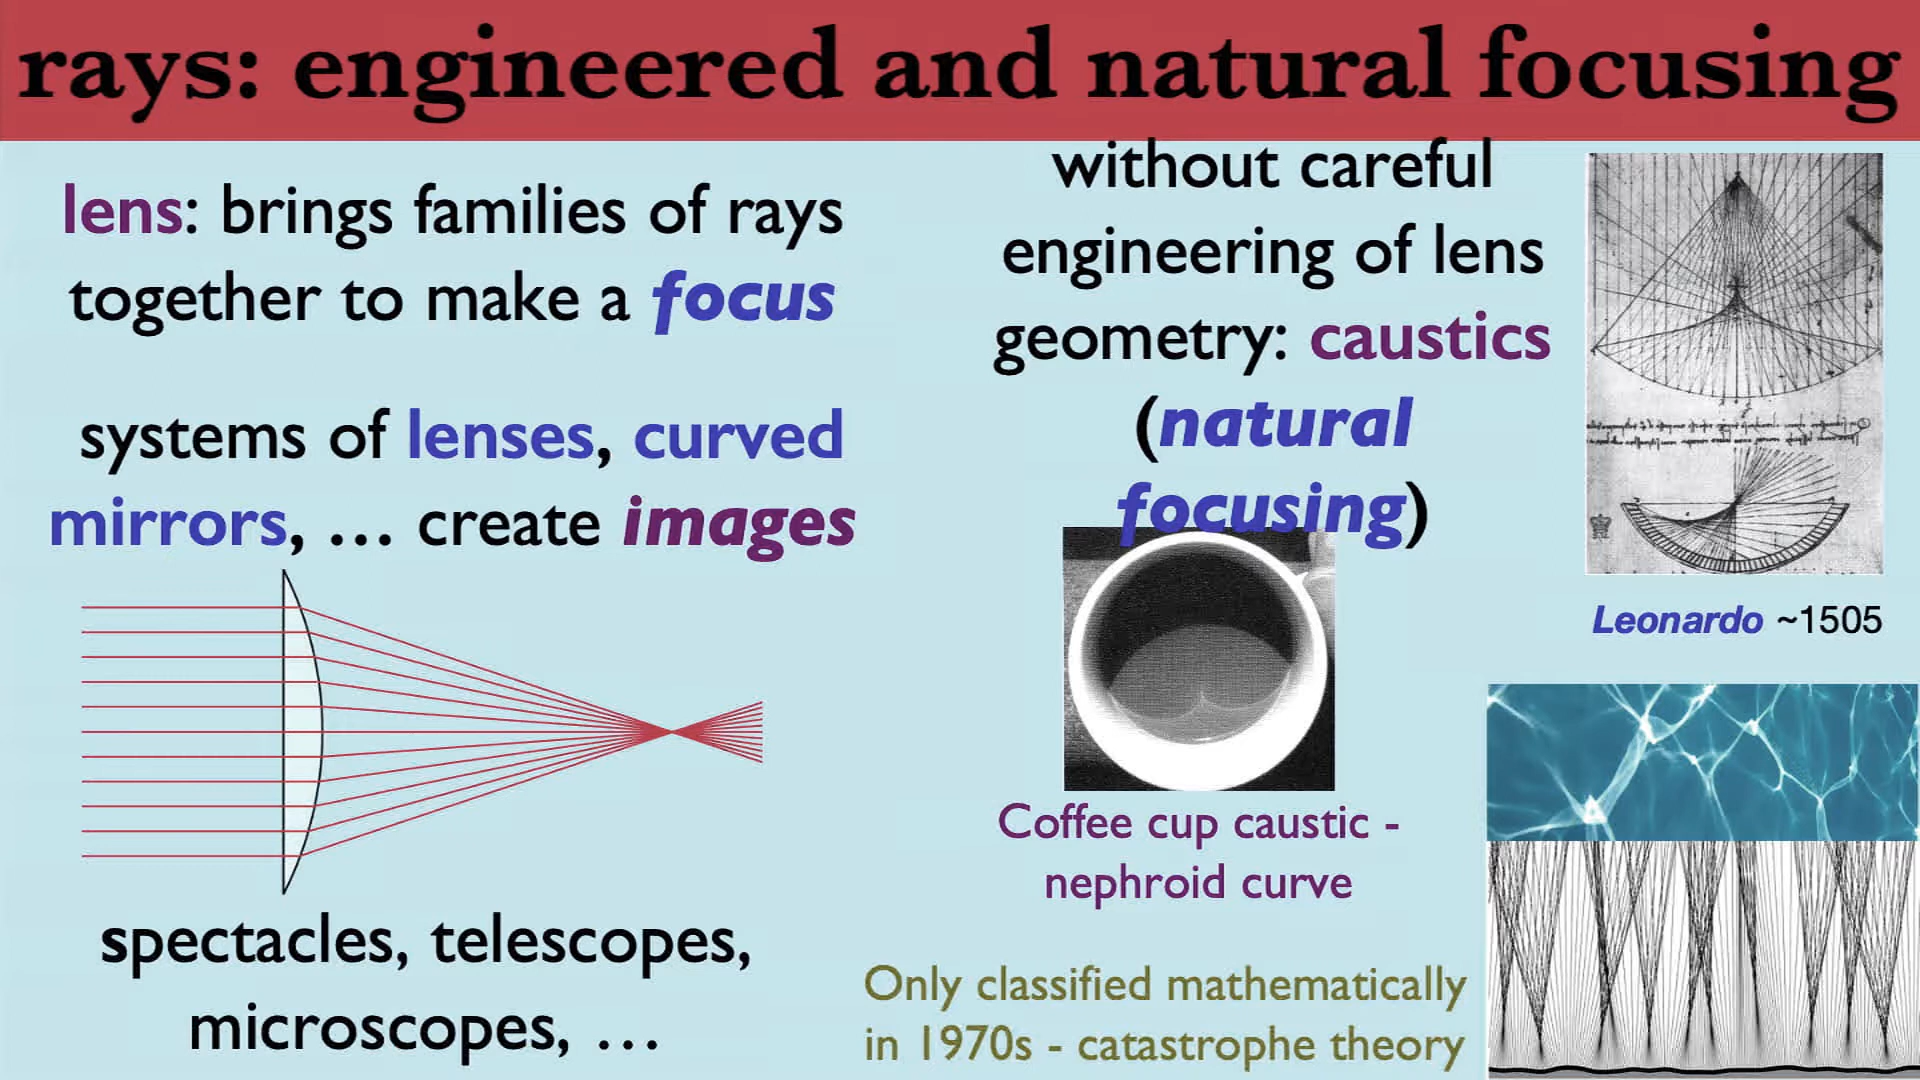 rays: engineered and natural focusing
lens: brings families of rays
together to make a focus
systems of lenses, curved
mirrors, … create images
spectacles, telescopes,
microscopes, …
without careful
engineering of lens
geometry: caustics
(natural
focusing)
Leonardo ~1505
Coffee cup caustic -
nephroid curve
Only classified mathematically
in 1970s - catastrophe theory